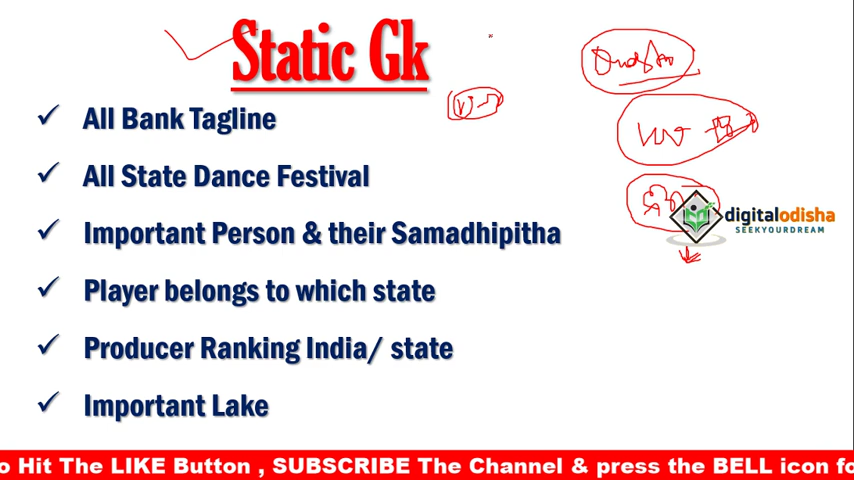 Static Gk
All Bank Tagline
All State Dance Festival
Important Person & their Samadhipitha
Player belongs to which state
Producer Ranking India/ state
Important Lake
digitalodisha
SEEKYOURDREAM
o Hit The LIKE Button , SUBSCRIBE The Channel & press the BELL icon fo